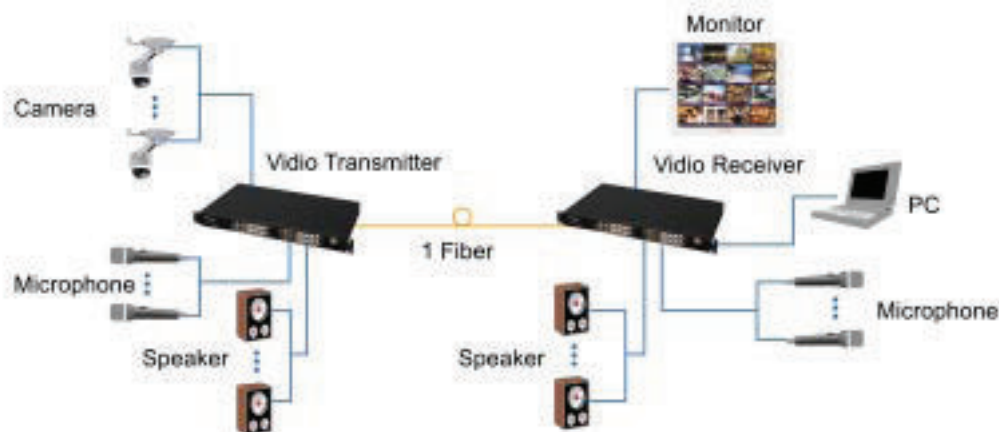 Monitor
Camera
Vidio Transmitter
Vidio Receiver
PC
1 Fiber
Microphone
Microphone
Speaker
Speaker